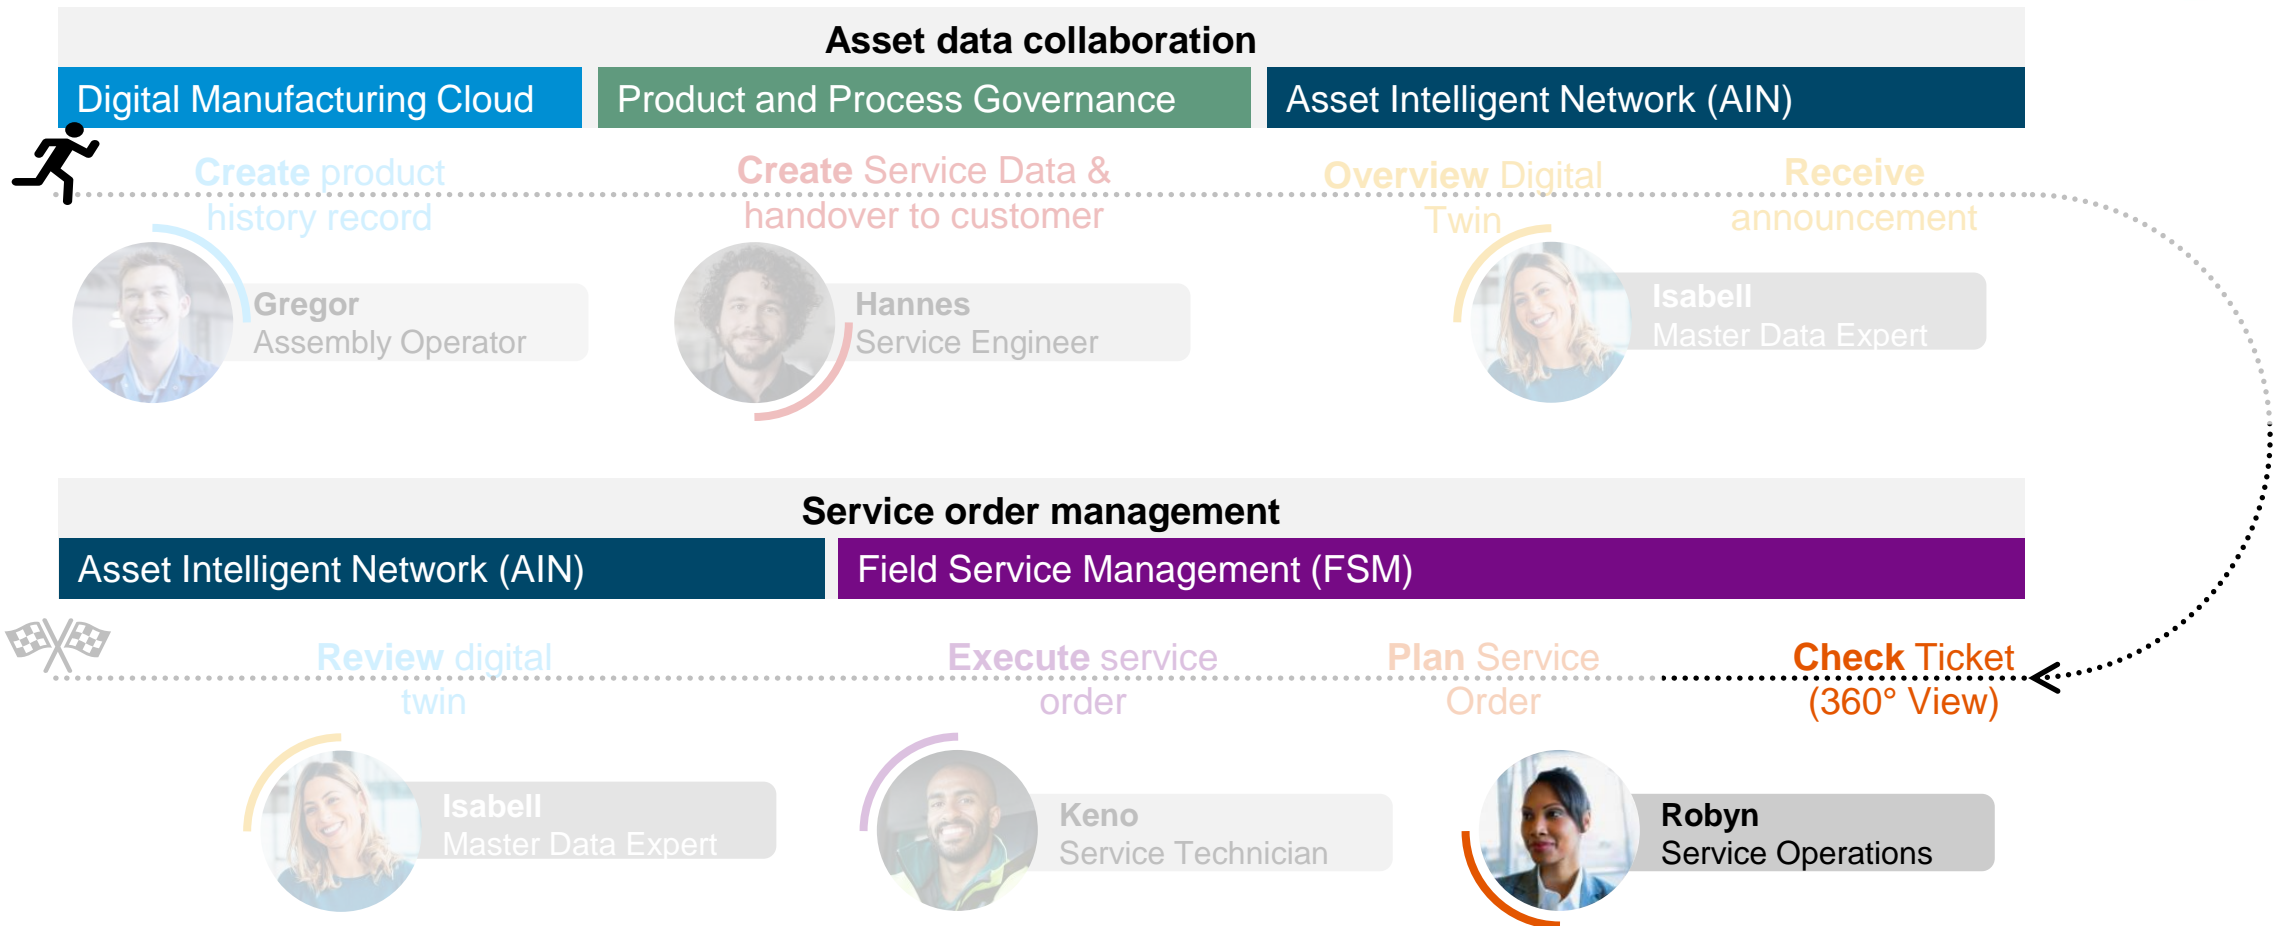 Asset data collaboration
Digital Manufacturing Cloud
Product and Process Governance
Asset Intelligent Network (AIN)
Create product
history record
Create Service Data &
handover to customer
Overview Digital
Twin
Receive
announcement
Gregor
Assembly Operator
Hannes
Service Engineer
Isabell
Master Data Expert
Service order management
Asset Intelligent Network (AIN)
Field Service Management (FSM)
Review digital
twin
Execute service
order
Plan Service
Order
Check Ticket
(360° View)
Isabell
Master Data Expert
Keno
Service Technician
Robyn
Service Operations